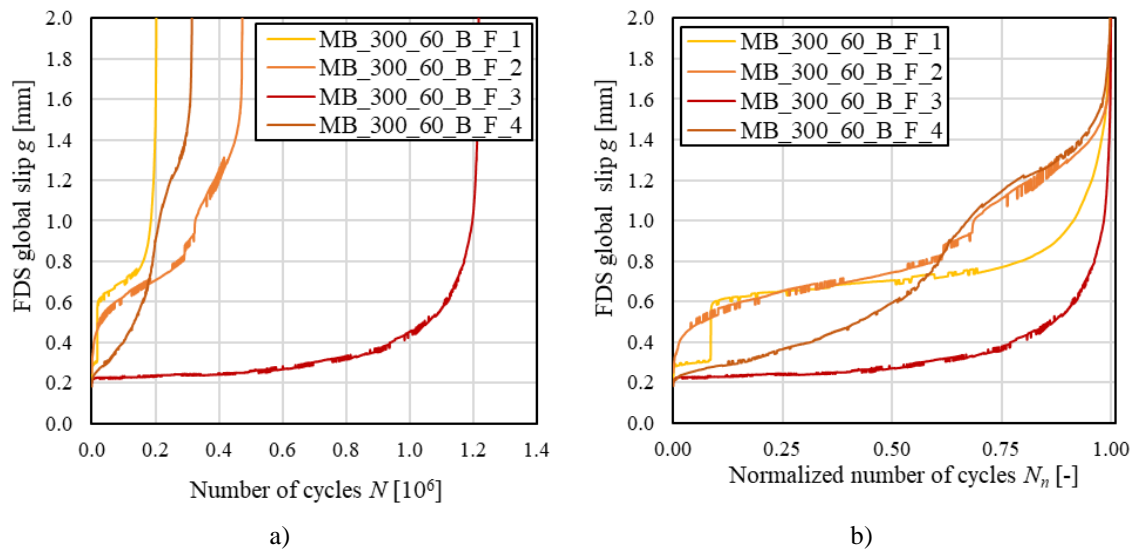 2.0
1.8
1.6
1.4
1.2
1.0
0.8
0.6
0.4
0.2
0.0
FDS global slip g [mm]
MB_300_60_B_F_1
MB_300_60_B_F_2
MB_300_60_B_F_3
MB_300_60_B_F_4
0.0 0.2 0.4 0.6 0.8 1.0 1.2 1.4
Number of cycles N [10⁶]
a)
2.0
1.8
1.6
1.4
1.2
1.0
0.8
0.6
0.4
0.2
0.0
FDS global slip g [mm]
MB_300_60_B_F_1
MB_300_60_B_F_2
MB_300_60_B_F_3
MB_300_60_B_F_4
0.00 0.25 0.50 0.75 1.00
Normalized number of cycles Nₙ [-]
b)